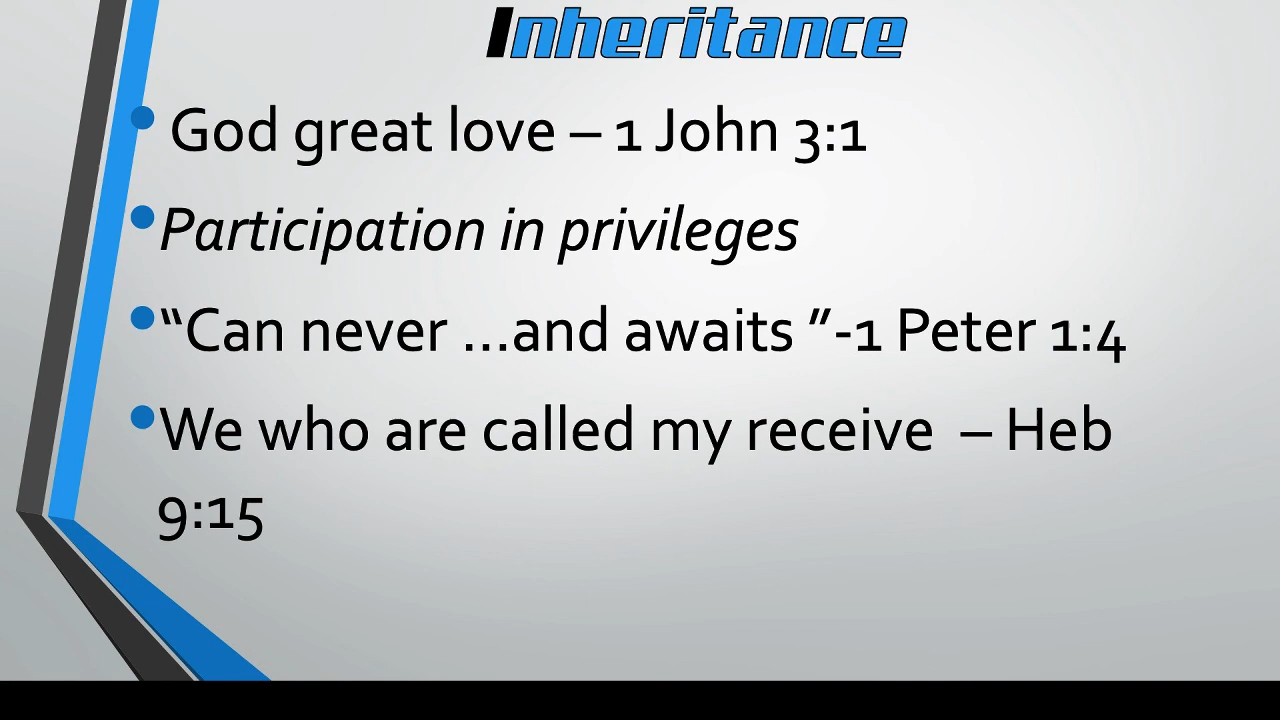 Inheritance
• God great love – 1 John 3:1
• Participation in privileges
• “Can never ...and awaits ”-1 Peter 1:4
• We who are called my receive – Heb
9:15